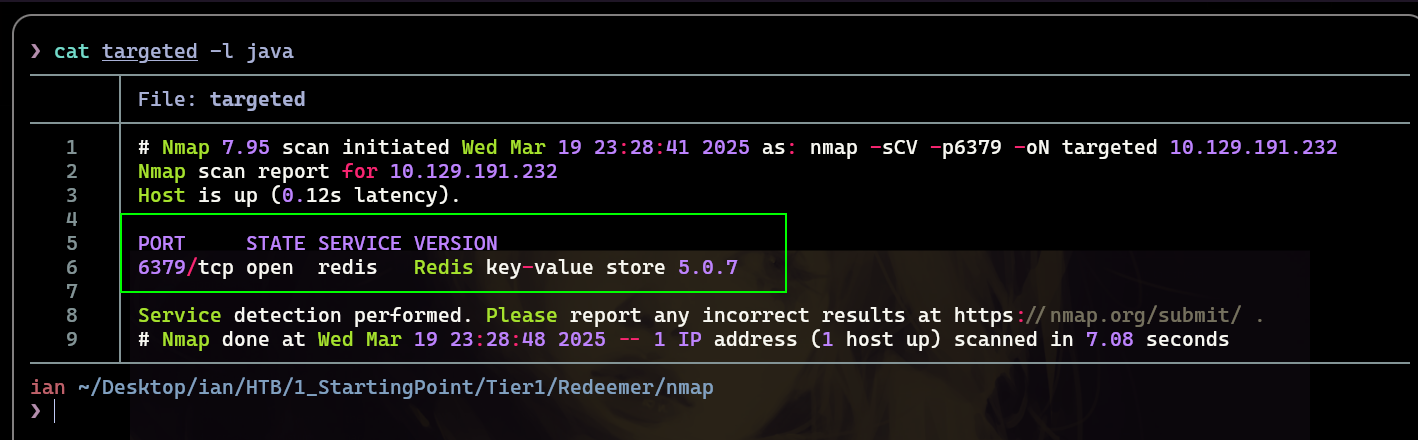 ❯ cat targeted -l java
File: targeted
1 # Nmap 7.95 scan initiated Wed Mar 19 23:28:41 2025 as: nmap -sCV -p6379 -oN targeted 10.129.191.232
2 Nmap scan report for 10.129.191.232
3 Host is up (0.12s latency).
4
5 PORT     STATE SERVICE VERSION
6 6379/tcp open  redis   Redis key-value store 5.0.7
7
8 Service detection performed. Please report any incorrect results at https://nmap.org/submit/ .
9 # Nmap done at Wed Mar 19 23:28:48 2025 -- 1 IP address (1 host up) scanned in 7.08 seconds
ian ~/Desktop/ian/HTB/1_StartingPoint/Tier1/Redeemer/nmap
❯